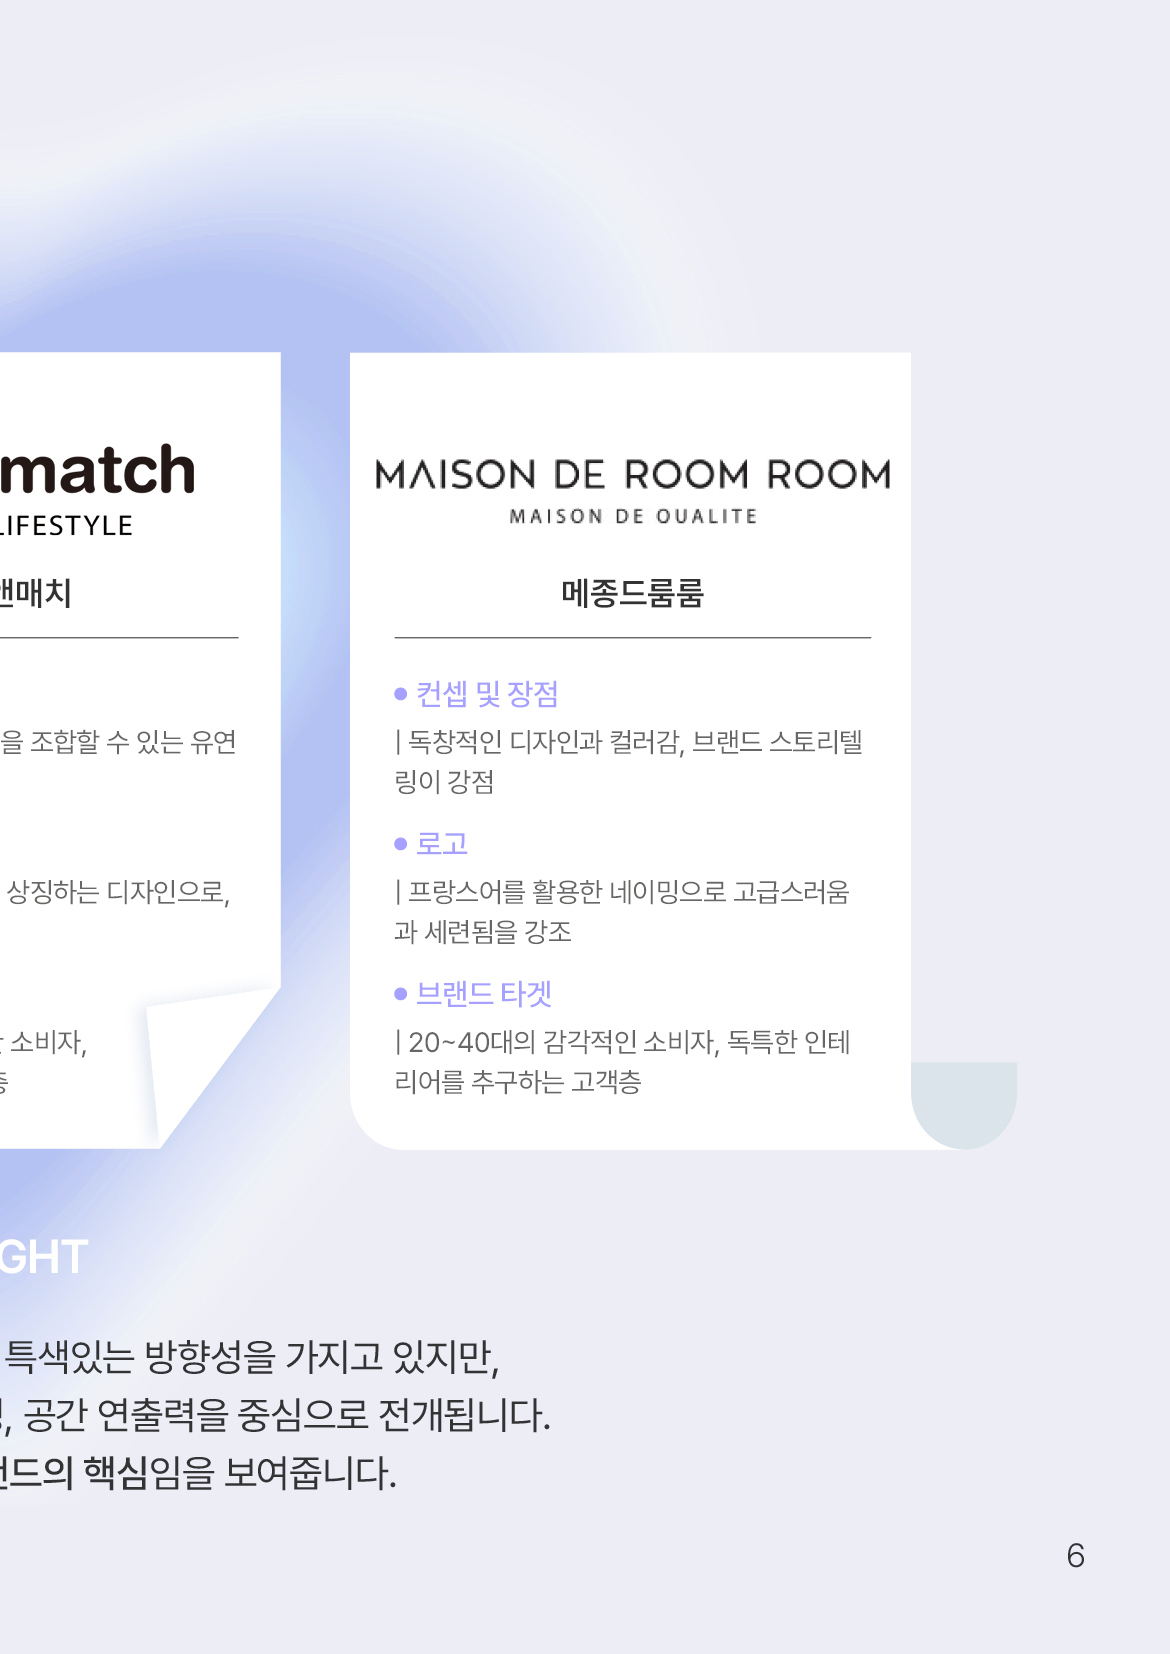 match
LIFESTYLE
앤매치
을 조합할 수 있는 유연
상징하는 디자인으로,
소비자,
MAISON DE ROOM ROOM
MAISON DE QUALITE
메종드룸룸
• 컨셉 및 장점
| 독창적인 디자인과 컬러감, 브랜드 스토리텔
링이 강점
• 로고
| 프랑스어를 활용한 네이밍으로 고급스러움
과 세련됨을 강조
• 브랜드 타겟
| 20~40대의 감각적인 소비자, 독특한 인테
리어를 추구하는 고객층
GHT
특색있는 방향성을 가지고 있지만,
, 공간 연출력을 중심으로 전개됩니다.
드의 핵심임을 보여줍니다.
6